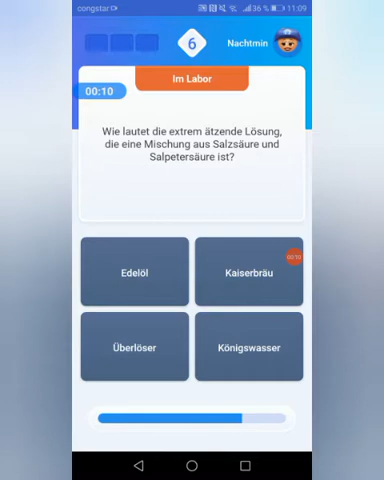 congstar 36 % 11:09
6 Nachtmin
Im Labor
00:10
Wie lautet die extrem ätzende Lösung,
die eine Mischung aus Salzsäure und
Salpetersäure ist?
00:10
Edelöl Kaiserbräu
Überlöser Königswasser